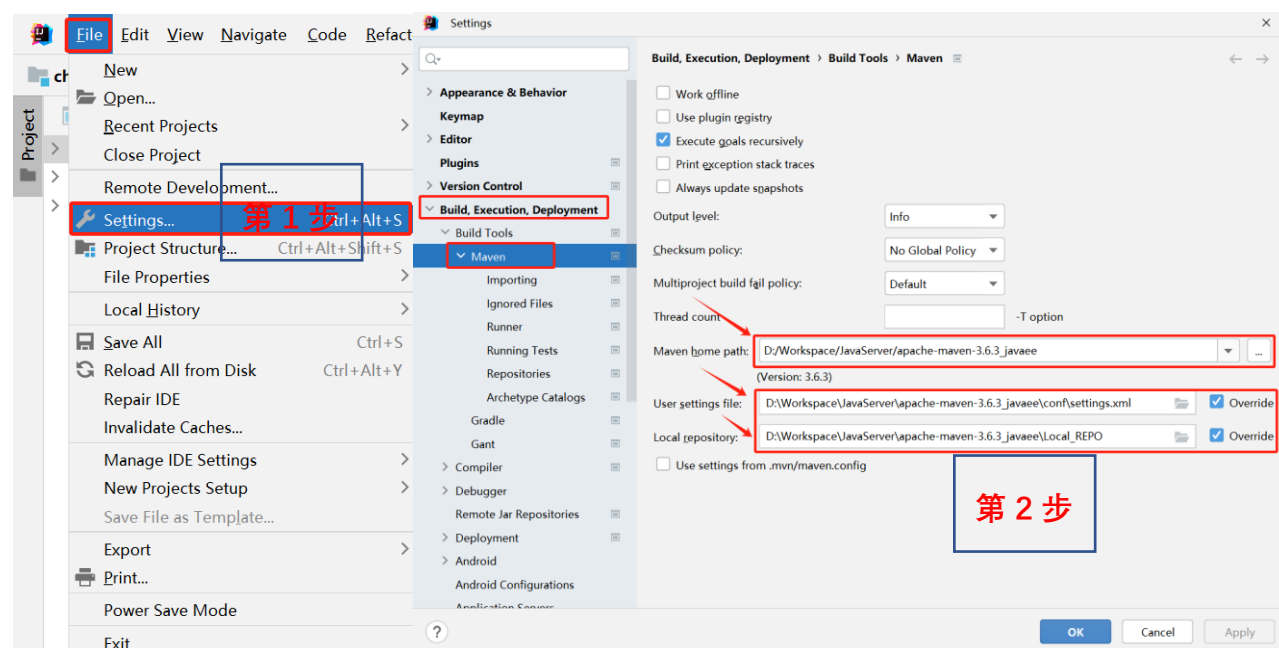 File Edit View Navigate Code Refact
ch
Project
New
Open...
Recent Projects
Close Project
Remote Development...
Settings... Ctrl+Alt+S
第1步
Project Structure... Ctrl+Alt+Shift+S
File Properties
Local History
Save All Ctrl+S
Reload All from Disk Ctrl+Alt+Y
Repair IDE
Invalidate Caches...
Manage IDE Settings
New Projects Setup
Save File as Template...
Export
Print...
Power Save Mode
Exit
Settings
Appearance & Behavior
Keymap
Editor
Plugins
Version Control
Build, Execution, Deployment
Build Tools
Maven
Importing
Ignored Files
Runner
Running Tests
Repositories
Archetype Catalogs
Gradle
Gant
Compiler
Debugger
Remote Jar Repositories
Deployment
Android
Android Configurations
Application Servers
Build, Execution, Deployment › Build Tools › Maven
Work offline
Use plugin registry
Execute goals recursively
Print exception stack traces
Always update snapshots
Output level: Info
Checksum policy: No Global Policy
Multiproject build fail policy: Default
Thread count -T option
Maven home path: D:/Workspace/JavaServer/apache-maven-3.6.3_javaee ...
(Version: 3.6.3)
User settings file: D:\Workspace\JavaServer\apache-maven-3.6.3_javaee\conf\settings.xml Override
Local repository: D:\Workspace\JavaServer\apache-maven-3.6.3_javaee\Local_REPO Override
Use settings from .mvn/maven.config
第2步
? OK Cancel Apply